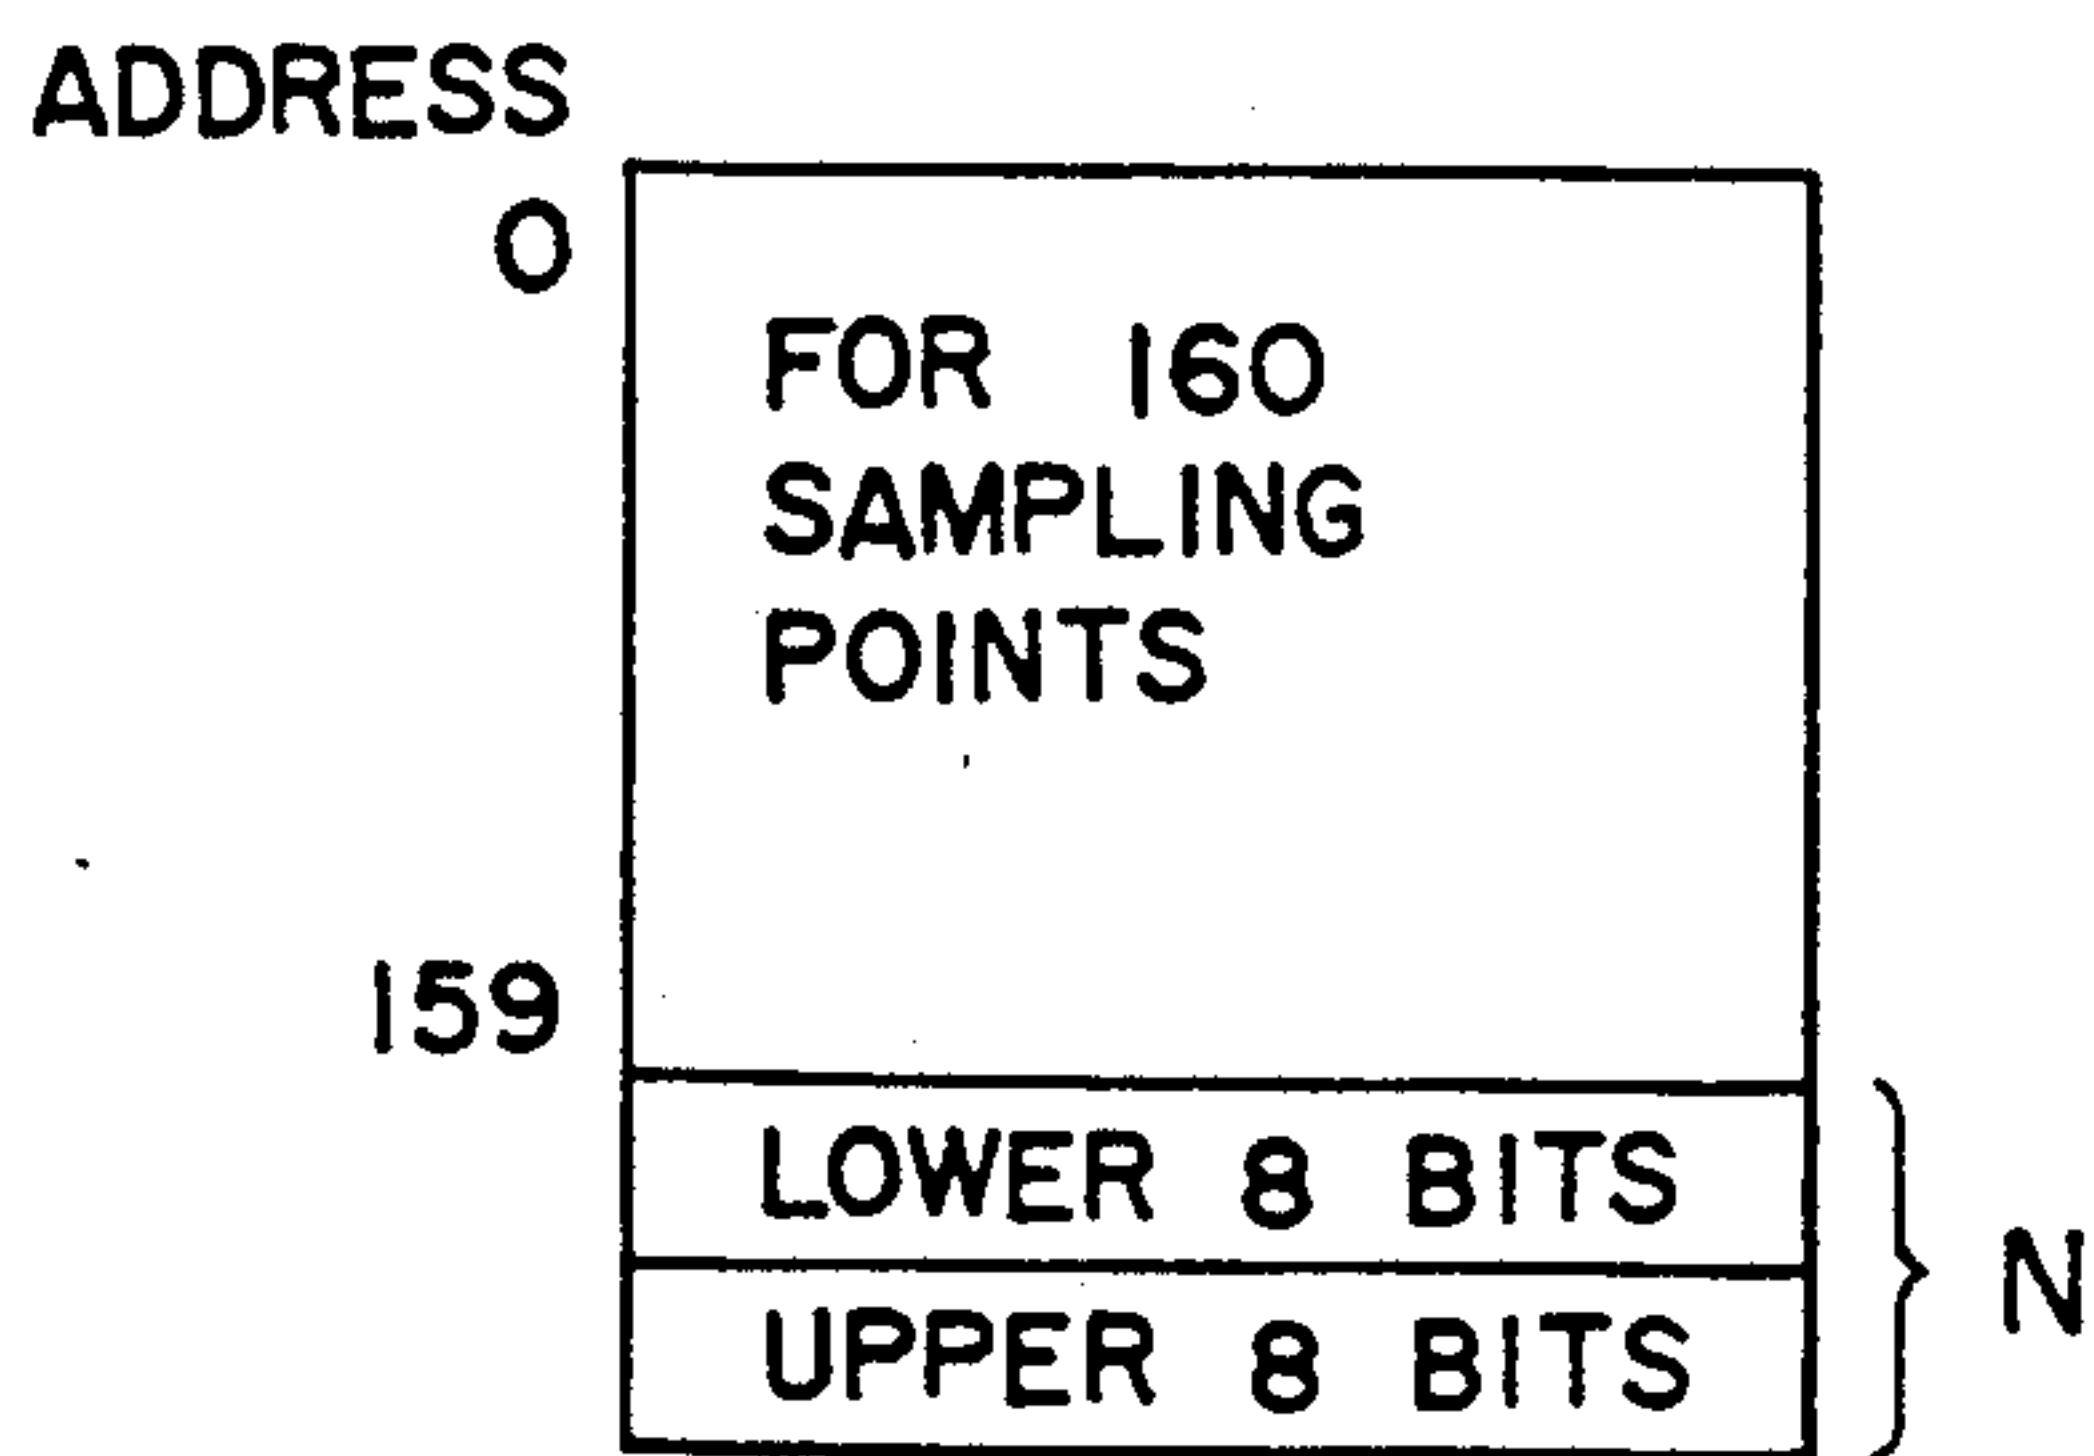 ADDRESS
0
FOR 160
SAMPLING
POINTS
159
LOWER 8 BITS
UPPER 8 BITS
N